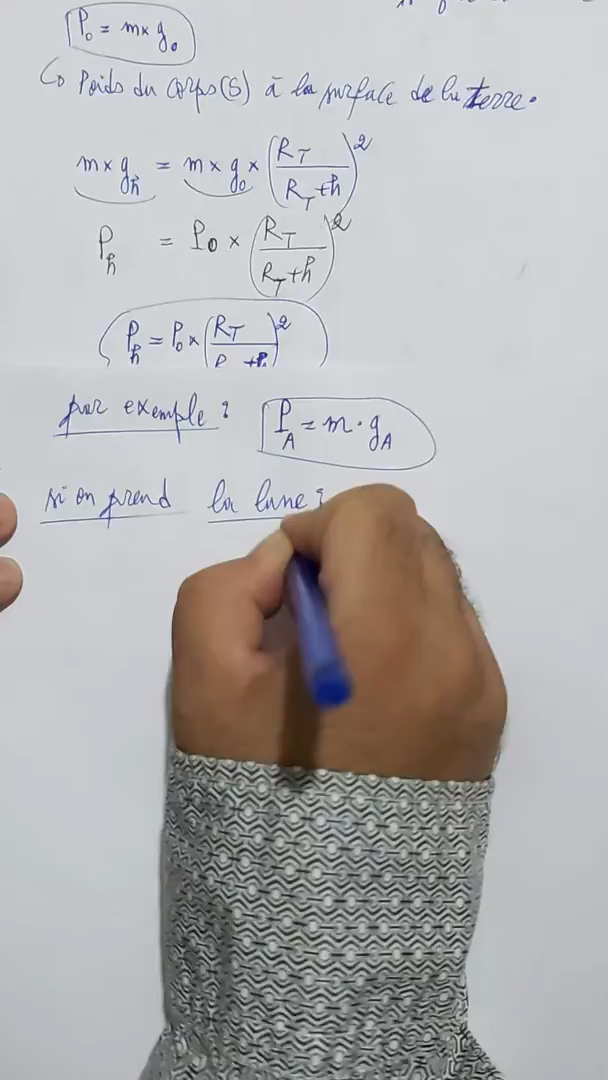 P₀ = m × g₀
↳ Poids du corps (S) à la surface de la terre.
m × gₕ = m × g₀ × (R_T / (R_T + h))²
Pₕ = P₀ × (R_T / (R_T + h))²
Pₕ = P₀ × (R_T / (R_T + h))²
par exemple : P_A = m · g_A
si on prend la lune :